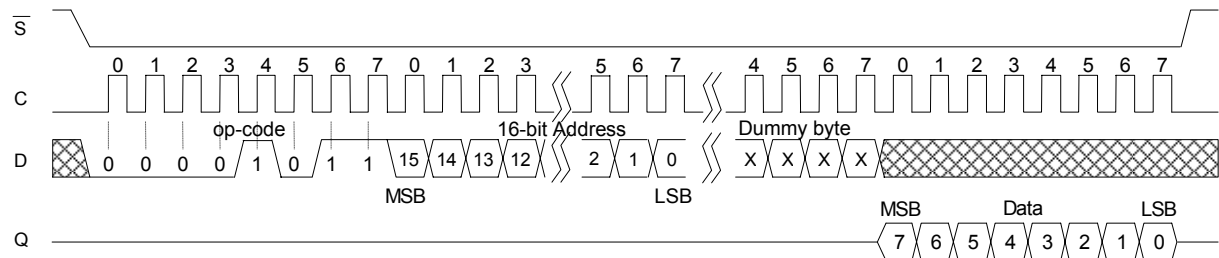 S
0 1 2 3 4 5 6 7 0 1 2 3 5 6 7 4 5 6 7 0 1 2 3 4 5 6 7
C
op-code 16-bit Address Dummy byte
D 0 0 0 0 1 0 1 1 15 14 13 12 2 1 0 X X X X
MSB LSB
MSB Data LSB
Q 7 6 5 4 3 2 1 0